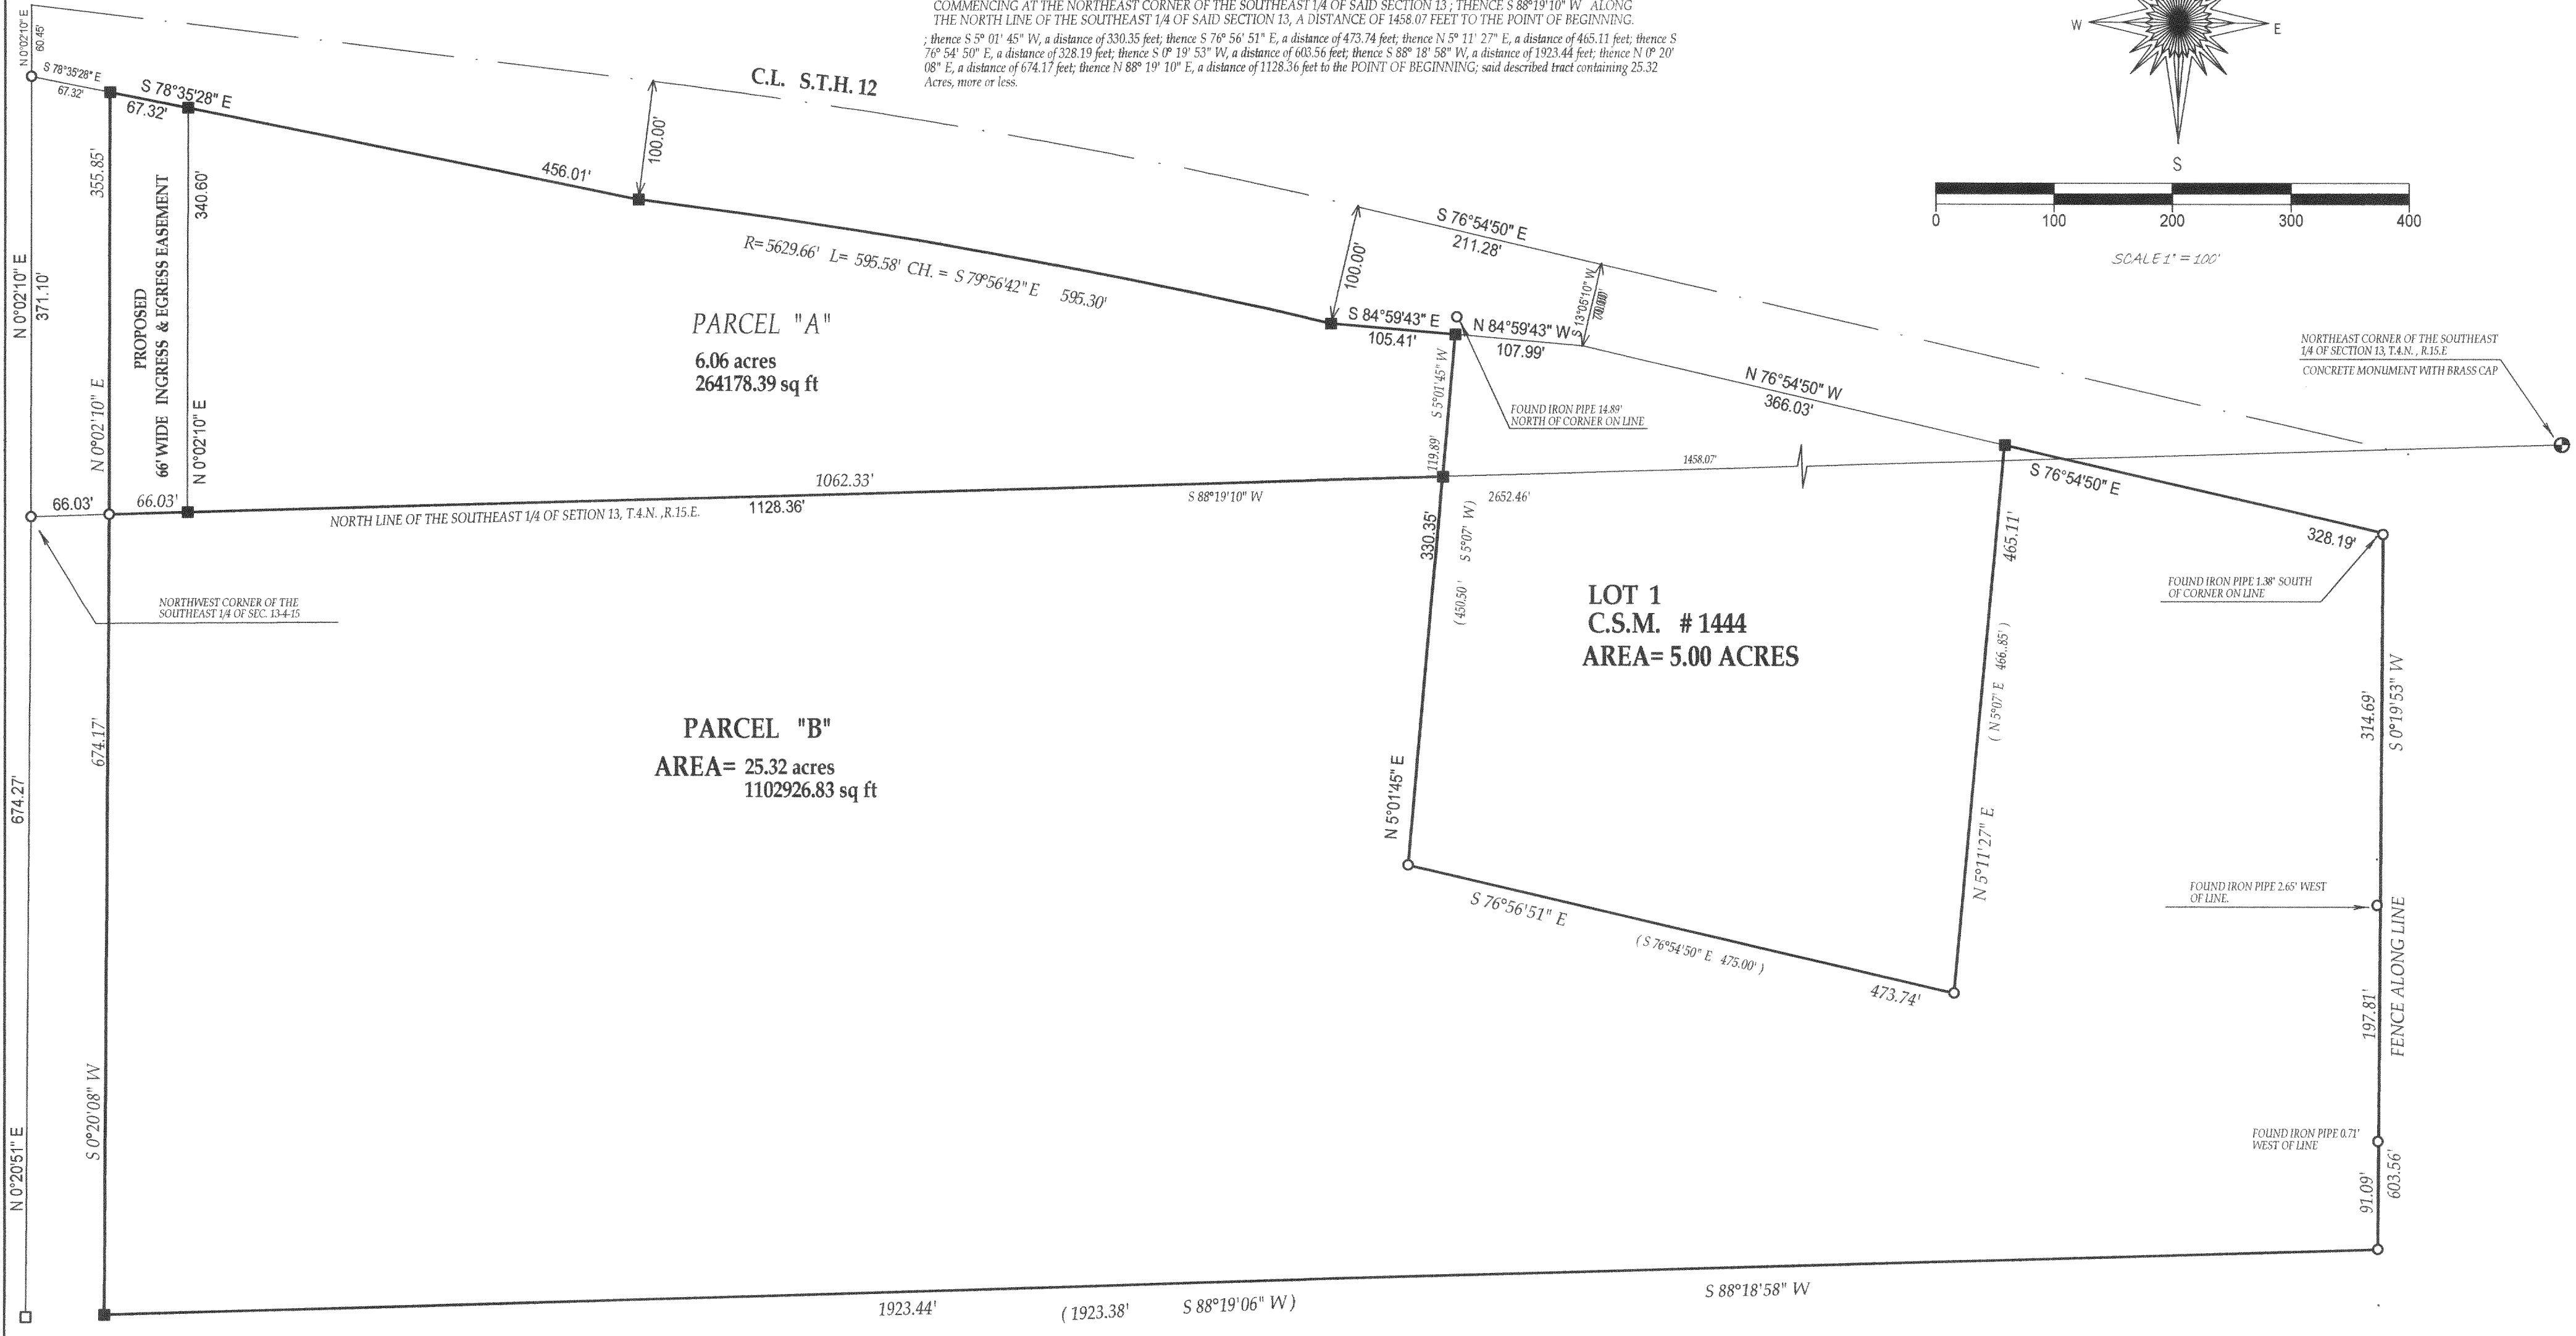 COMMENCING AT THE NORTHEAST CORNER OF THE SOUTHEAST 1/4 OF SAID SECTION 13 ; THENCE S 88°19'10" W ALONG
THE NORTH LINE OF THE SOUTHEAST 1/4 OF SAID SECTION 13, A DISTANCE OF 1458.07 FEET TO THE POINT OF BEGINNING.
; thence S 5° 01' 45" W, a distance of 330.35 feet; thence S 76° 56' 51" E, a distance of 473.74 feet; thence N 5° 11' 27" E, a distance of 465.11 feet; thence S
76° 54' 50" E, a distance of 328.19 feet; thence S 0° 19' 53" W, a distance of 603.56 feet; thence S 88° 18' 58" W, a distance of 1923.44 feet; thence N 0° 20'
08" E, a distance of 674.17 feet; thence N 88° 19' 10" E, a distance of 1128.36 feet to the POINT OF BEGINNING; said described tract containing 25.32
Acres, more or less.
W
E
S
0
100
200
300
400
SCALE 1" = 100'
N 0°02'10" E
60.45'
S 78°35'28" E
67.32'
S 78°35'28" E
67.32'
C.L. S.T.H. 12
100.00'
456.01'
355.85'
PROPOSED
66' WIDE INGRESS & EGRESS EASEMENT
340.60'
N 0°02'10" E
371.10'
N 0°02'10" E
N 0°02'10" E
R= 5629.66' L= 595.58' CH. = S 79°56'42" E 595.30'
100.00'
S 76°54'50" E
211.28'
S 13°05'10" W
S 84°59'43" E
105.41'
N 84°59'43" W
107.99'
PARCEL "A"
6.06 acres
264178.39 sq ft
S 5°01'45" W
119.89'
FOUND IRON PIPE 14.89'
NORTH OF CORNER ON LINE
N 76°54'50" W
366.03'
NORTHEAST CORNER OF THE SOUTHEAST
1/4 OF SECTION 13, T.4.N. , R.15.E
CONCRETE MONUMENT WITH BRASS CAP
66.03'
66.03'
1062.33'
1128.36'
S 88°19'10" W
1458.07'
2652.46'
NORTH LINE OF THE SOUTHEAST 1/4 OF SETION 13, T.4.N. ,R.15.E.
S 76°54'50" E
328.19'
NORTHWEST CORNER OF THE
SOUTHEAST 1/4 OF SEC. 13-4-15
330.35'
( 450.50' S 5°07' W)
LOT 1
C.S.M. # 1444
AREA= 5.00 ACRES
465.11'
( N 5°07' E 466..85' )
FOUND IRON PIPE 1.38' SOUTH
OF CORNER ON LINE
314.69'
S 0°19'53" W
674.27'
674.17'
PARCEL "B"
AREA= 25.32 acres
1102926.83 sq ft
N 5°01'45" E
N 5°11'27" E
FOUND IRON PIPE 2.65' WEST
OF LINE.
S 76°56'51" E
( S 76°54'50" E 475.00' )
473.74'
197.81'
FENCE ALONG LINE
N 0°20'51" E
S 0°20'08" W
FOUND IRON PIPE 0.71'
WEST OF LINE
91.09'
603.56'
1923.44'
( 1923.38' S 88°19'06" W )
S 88°18'58" W